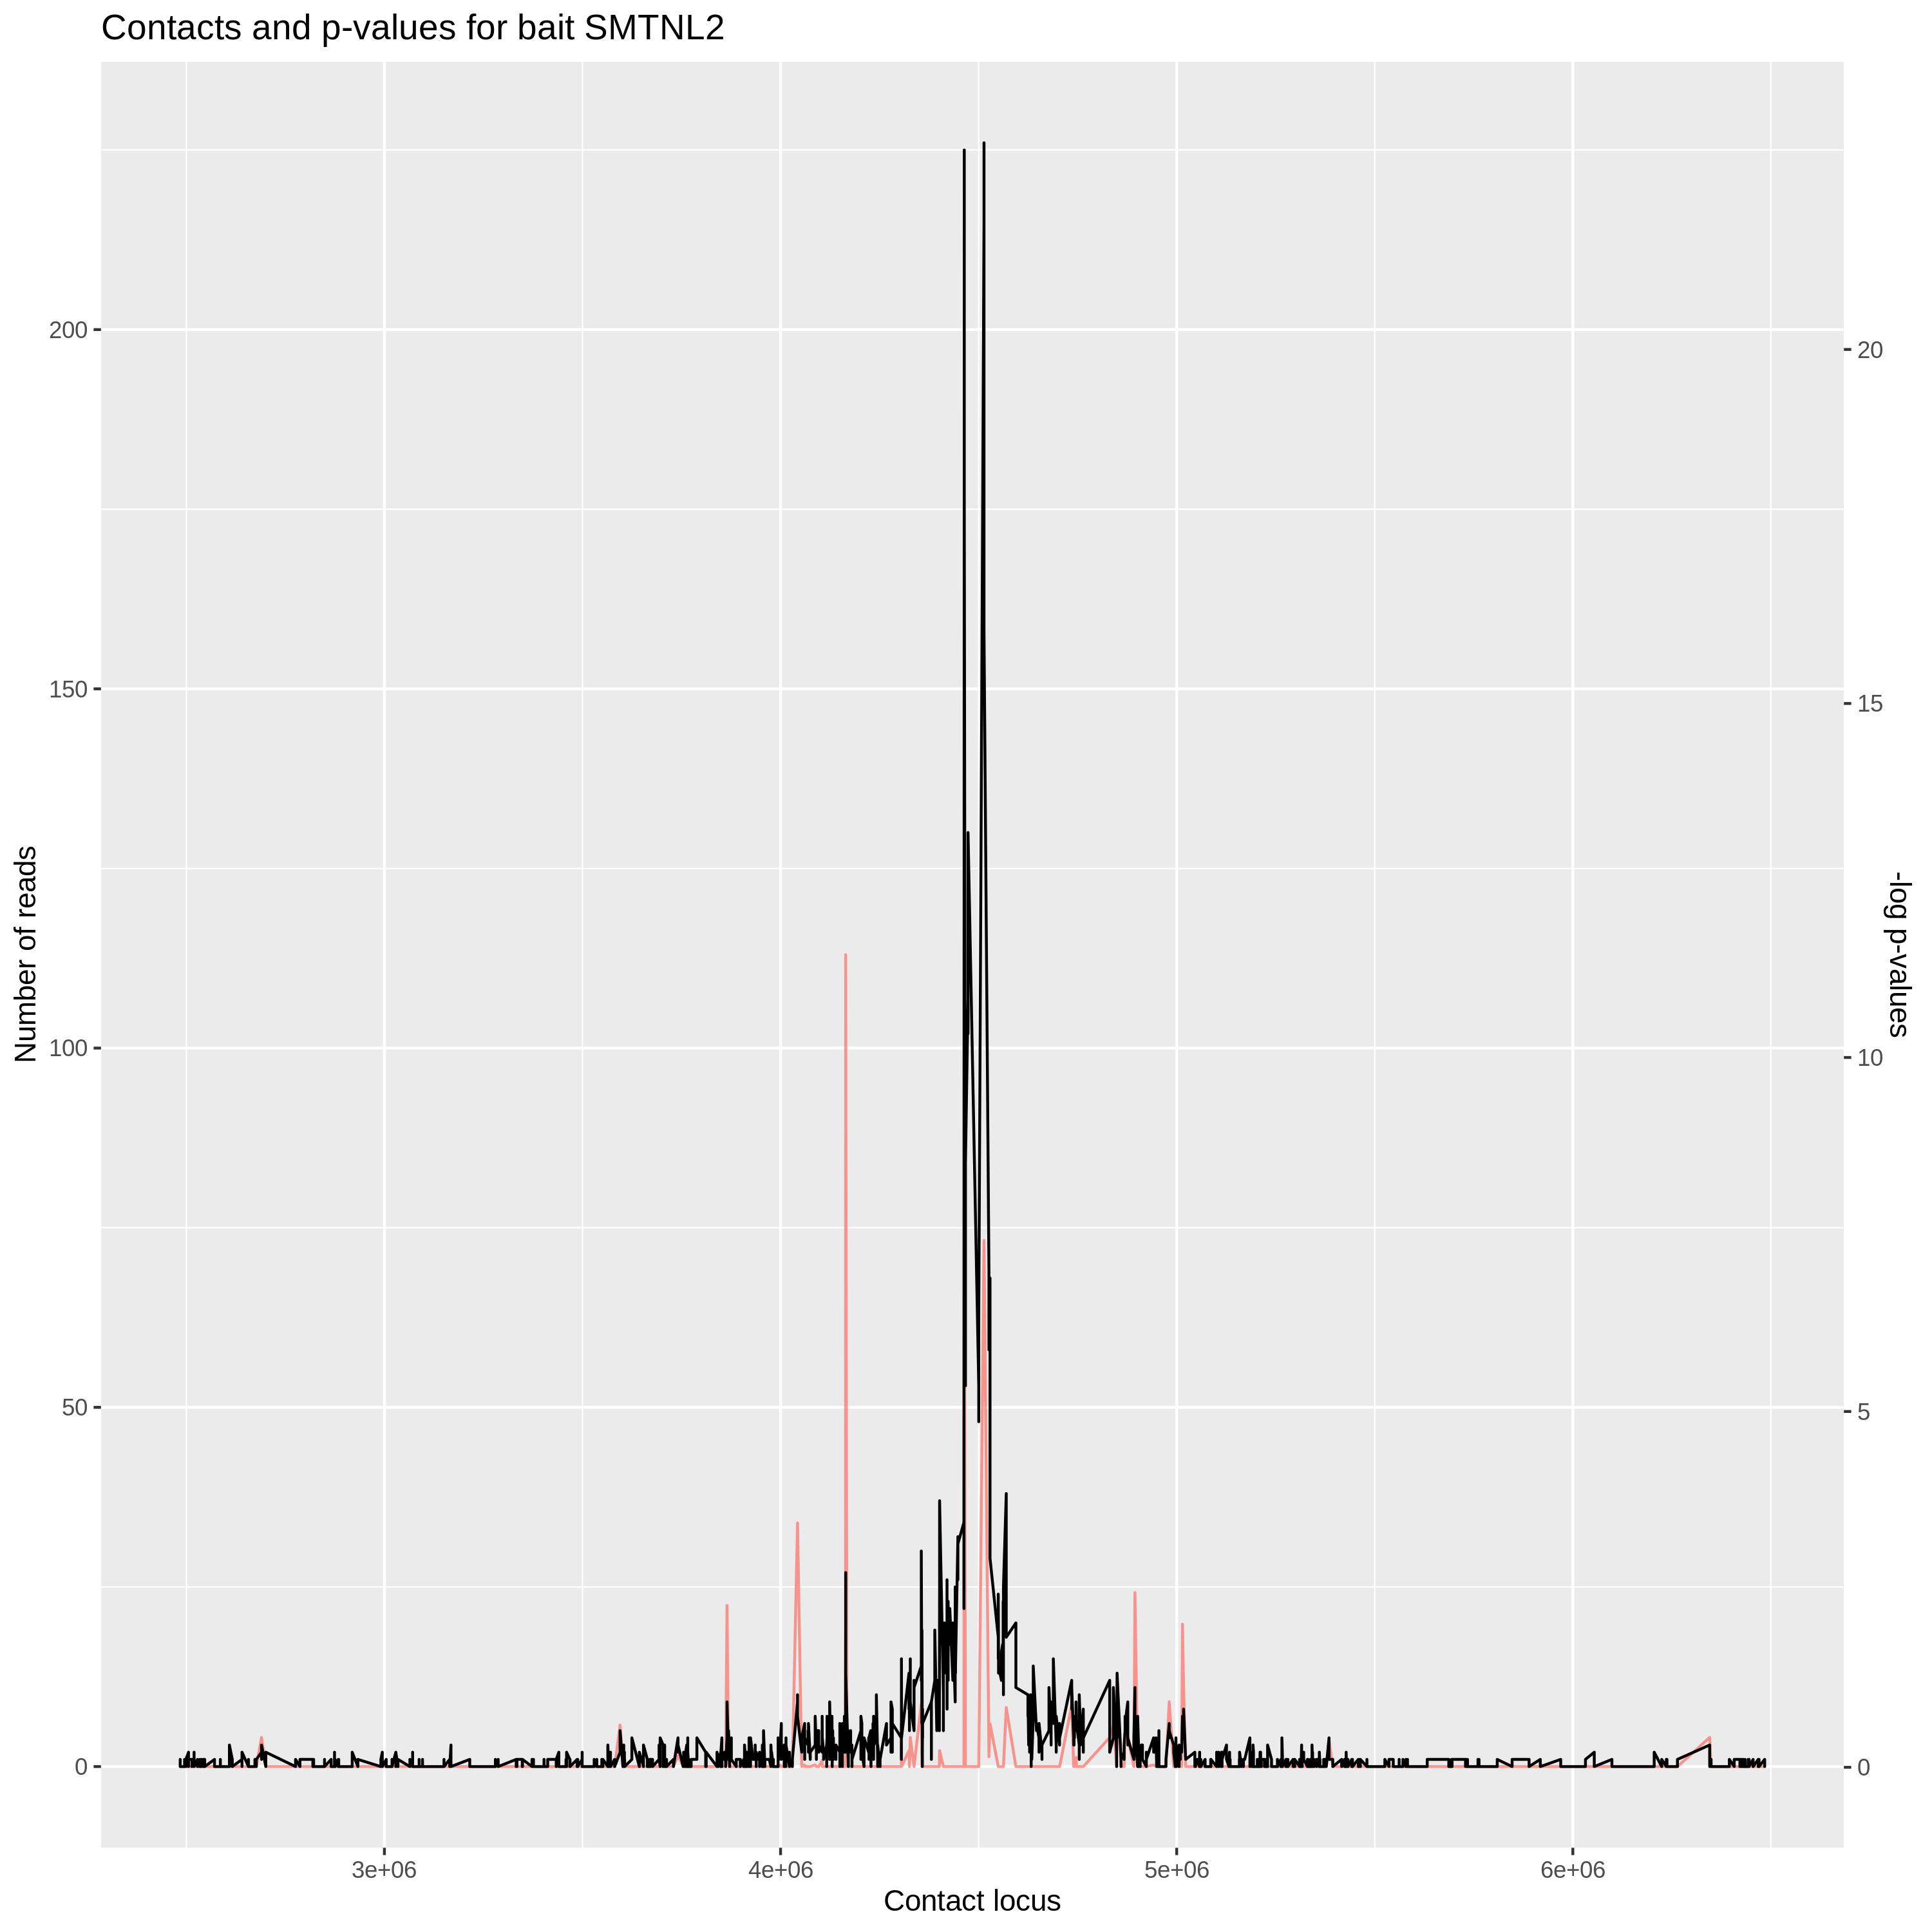 Contacts and p-values for bait SMTNL2
Number of reads
200
150
100
50
0
20
15
10
5
0
-log p-values
3e+06
4e+06
5e+06
6e+06
Contact locus